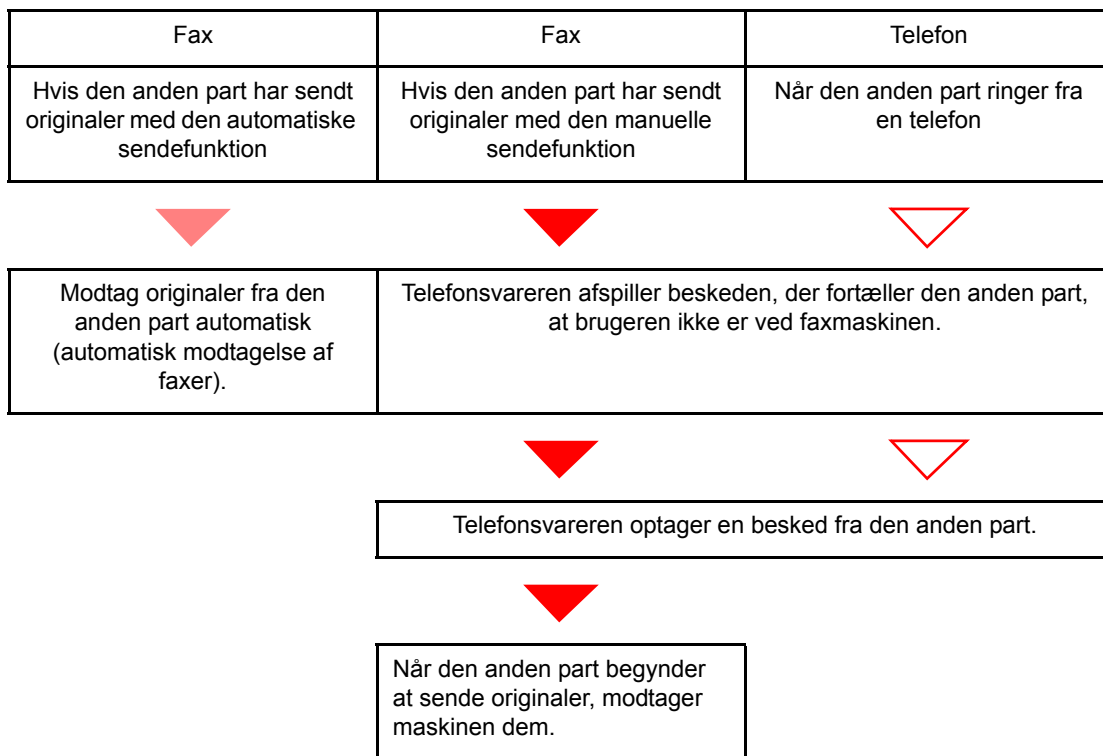 Fax
Fax
Telefon
Hvis den anden part har sendt
originaler med den automatiske
sendefunktion
Hvis den anden part har sendt
originaler med den manuelle
sendefunktion
Når den anden part ringer fra
en telefon
Modtag originaler fra den
anden part automatisk
(automatisk modtagelse af
faxer).
Telefonsvareren afspiller beskeden, der fortæller den anden part,
at brugeren ikke er ved faxmaskinen.
Telefonsvareren optager en besked fra den anden part.
Når den anden part begynder
at sende originaler, modtager
maskinen dem.